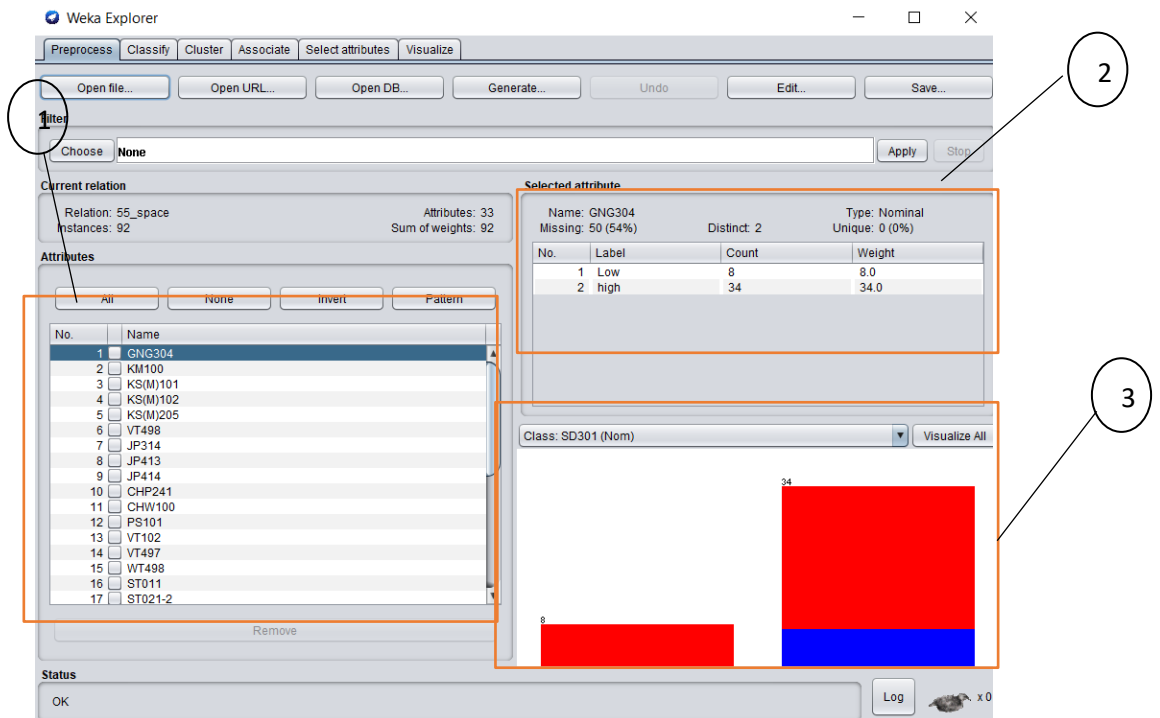 Weka Explorer
Preprocess Classify Cluster Associate Select attributes Visualize
2
Open file... Open URL... Open DB... Generate... Undo Edit... Save...
1
Filter
Choose None Apply Stop
Current relation
Relation: 55_space Attributes: 33
Instances: 92 Sum of weights: 92
Selected attribute
Name: GNG304 Type: Nominal
Missing: 50 (54%) Distinct: 2 Unique: 0 (0%)
No. Label Count Weight
1 Low 8 8.0
2 high 34 34.0
Attributes
All None Invert Pattern
No. Name
1 GNG304
2 KM100
3 KS(M)101
4 KS(M)102
5 KS(M)205
6 VT498
7 JP314
8 JP413
9 JP414
10 CHP241
11 CHW100
12 PS101
13 VT102
14 VT497
15 WT498
16 ST011
17 ST021-2
Remove
3
Class: SD301 (Nom) Visualize All
34
8
Status
OK
Log x 0